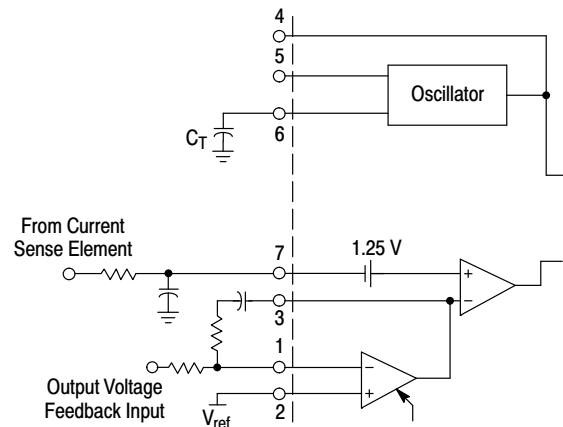 4
5
Oscillator
C_T
6
From Current
Sense Element
7
1.25 V
+
−
3
1
−
+
Output Voltage
Feedback Input
V_ref
2